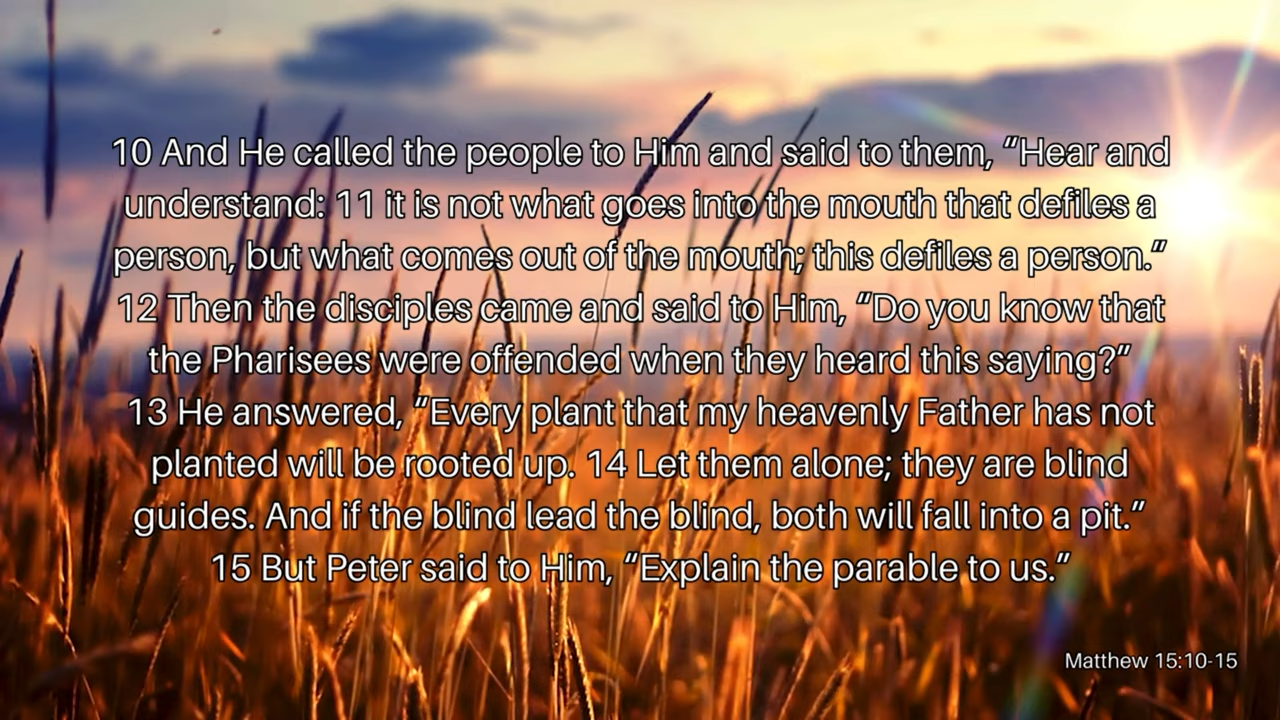 10 And He called the people to Him and said to them, “Hear and
understand: 11 it is not what goes into the mouth that defiles a
person, but what comes out of the mouth; this defiles a person.”
12 Then the disciples came and said to Him, “Do you know that
the Pharisees were offended when they heard this saying?”
13 He answered, “Every plant that my heavenly Father has not
planted will be rooted up. 14 Let them alone; they are blind
guides. And if the blind lead the blind, both will fall into a pit.”
15 But Peter said to Him, “Explain the parable to us.”
Matthew 15:10-15